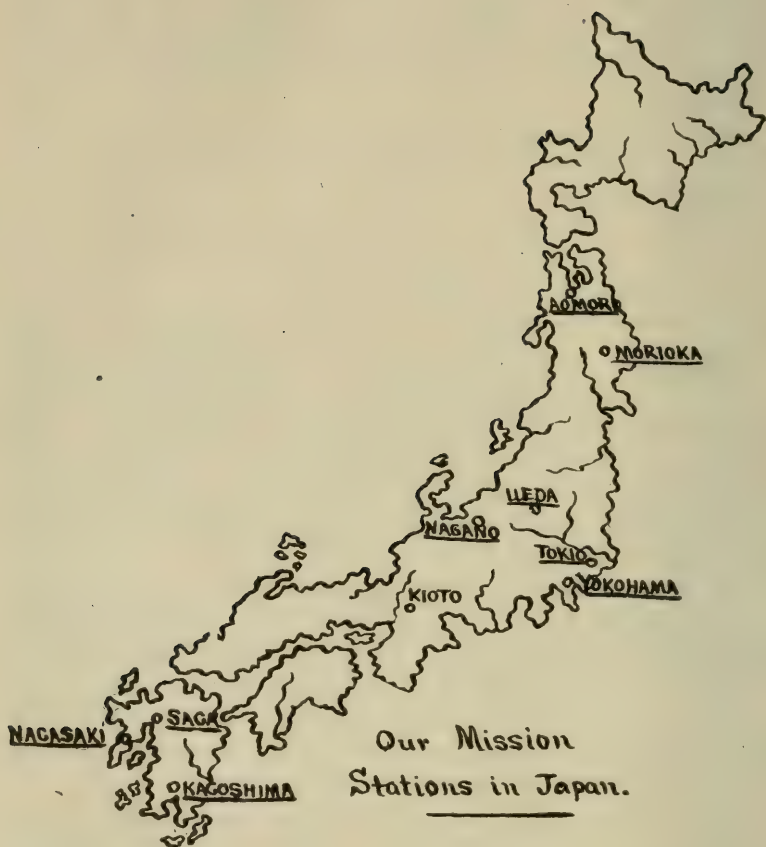 AOMORI
MORIOKA
UEDA
NAGANO
TOKIO
YOKOHAMA
KIOTO
SAGA
NAGASAKI
KAGOSHIMA
Our Mission
Stations in Japan.